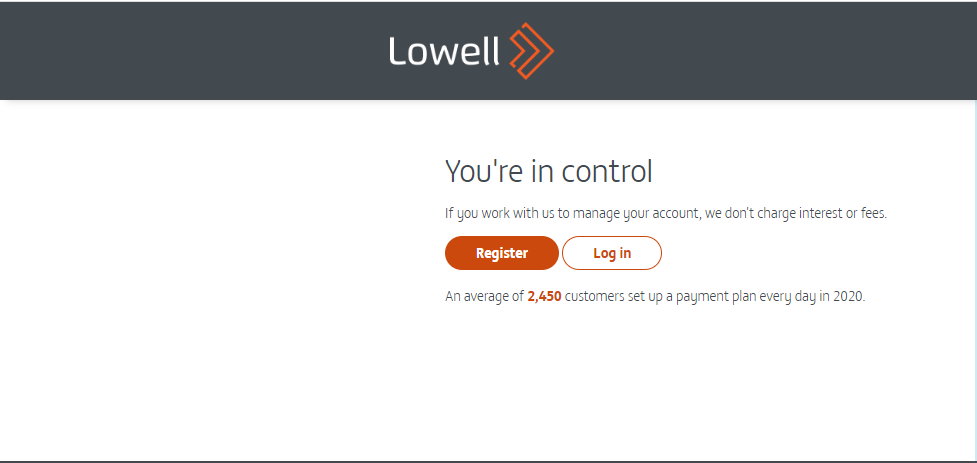 Lowell
You're in control
If you work with us to manage your account, we don't charge interest or fees.
Register
Log in
An average of 2,450 customers set up a payment plan every day in 2020.